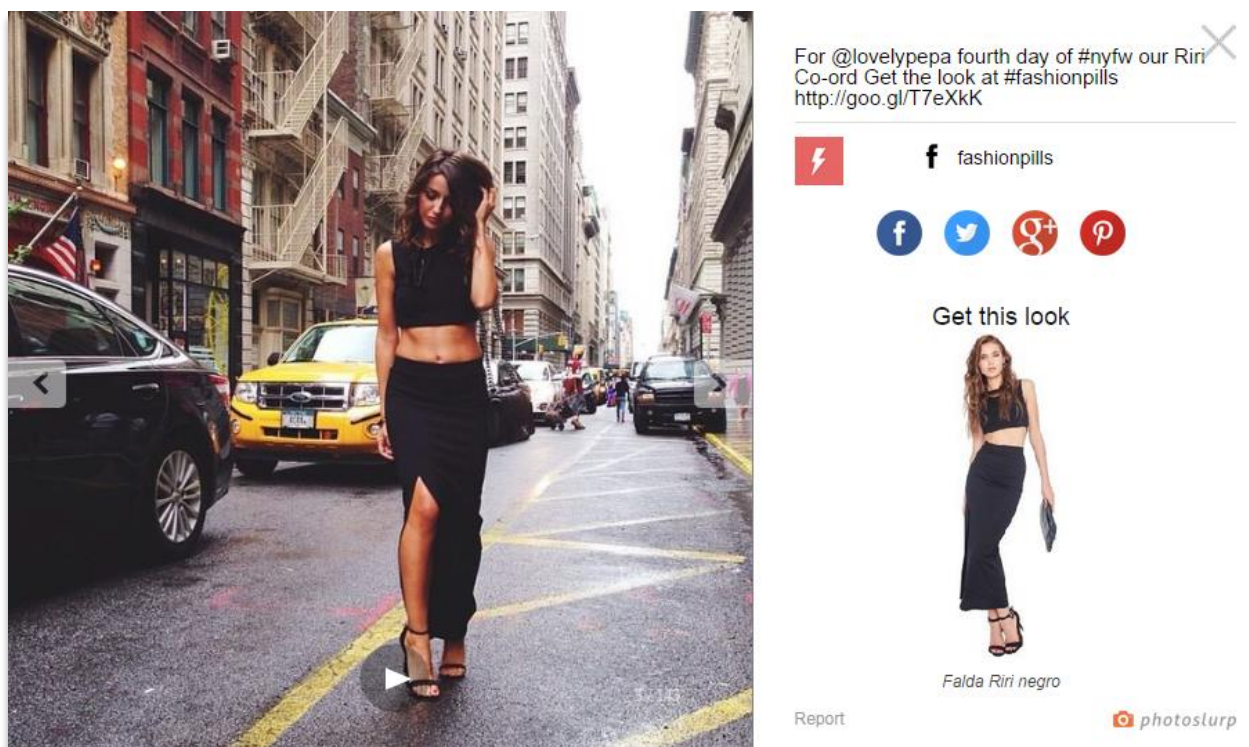 For @lovelypepa fourth day of #nyfw our Riri
Co-ord Get the look at #fashionpills
http://goo.gl/T7eXkK
fashionpills
Get this look
Falda Riri negro
Report
photoslurp